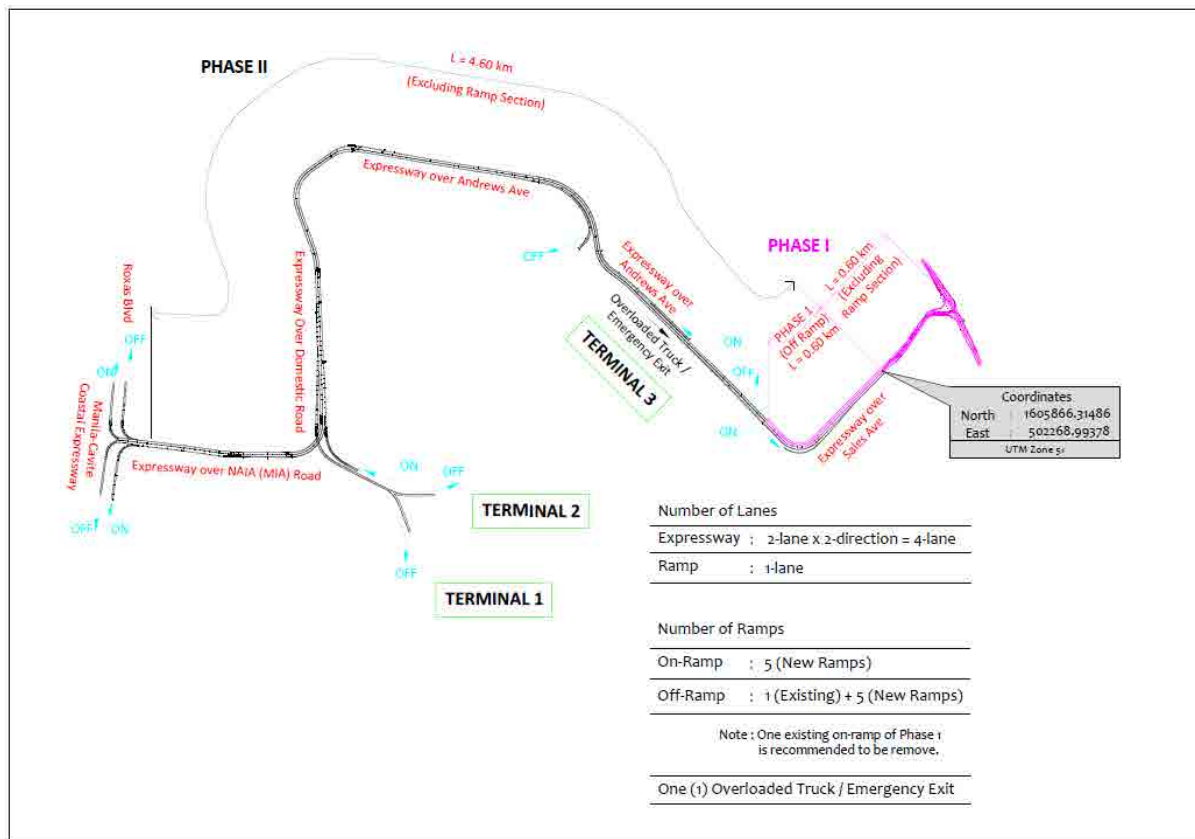 PHASE II
L = 4.60 km
(Excluding Ramp Section)
Expressway over Andrews Ave
OFF
Expressway over
Andrews Ave
Overloaded Truck /
Emergency Exit
TERMINAL 3
ON
OFF
ON
PHASE I
L = 0.60 km
(Excluding
Ramp Section)
PHASE 1
(Off Ramp)
L = 0.60 km
Expressway over
Sales Ave
Coordinates
North : 1605866.31486
East : 502268.99378
UTM Zone 51
Roxas Blvd
OFF
ON
Manila-Cavite
Coastal Expressway
OFF
ON
Expressway Over Domestic Road
Expressway over NAIA (MIA) Road
ON
OFF
OFF
TERMINAL 2
TERMINAL 1
Number of Lanes
Expressway : 2-lane x 2-direction = 4-lane
Ramp : 1-lane
Number of Ramps
On-Ramp : 5 (New Ramps)
Off-Ramp : 1 (Existing) + 5 (New Ramps)
Note : One existing on-ramp of Phase 1
is recommended to be remove.
One (1) Overloaded Truck / Emergency Exit